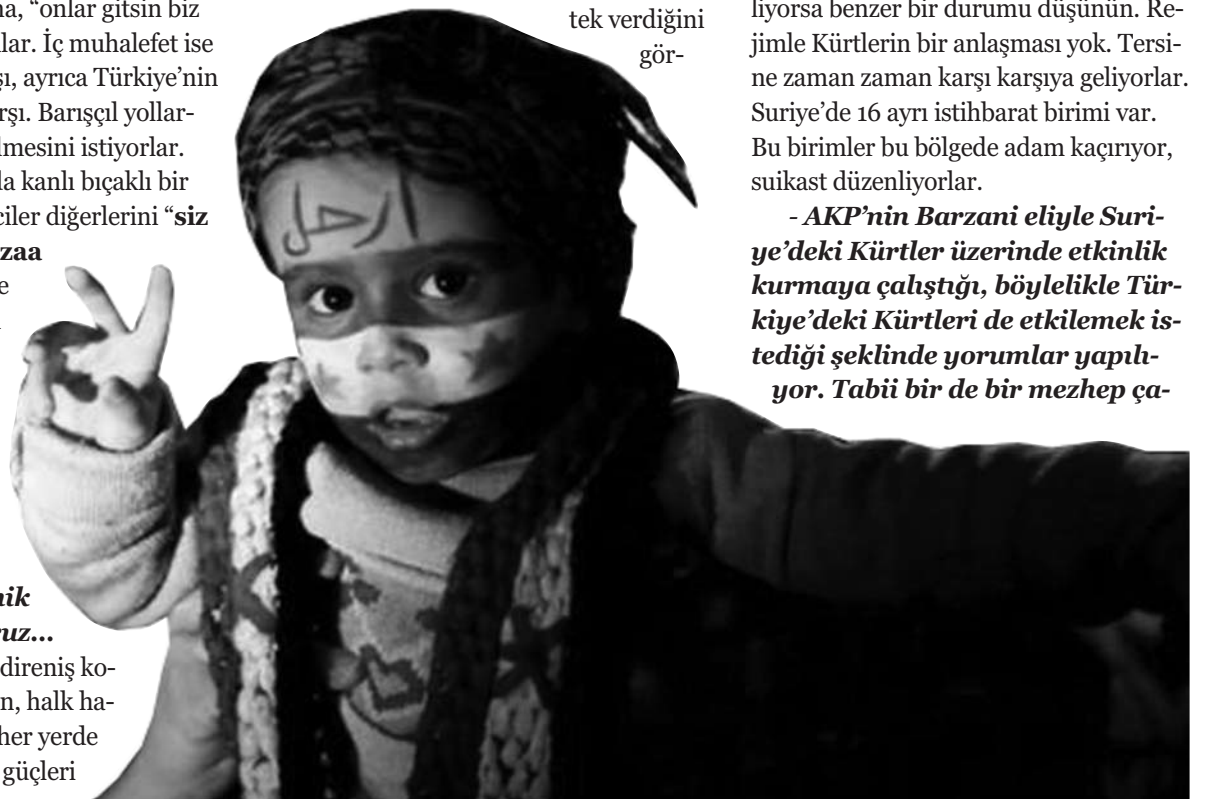 na, “onlar gitsin biz
lar. İç muhalefet ise
şı, ayrıca Türkiye’nin
rşı. Barışçıl yollar-
lmesini istiyorlar.
la kanlı bıçaklı bir
ciler diğerlerini “siz
zaa
e
nik
ruz...
direniş ko-
n, halk ha-
her yerde
güçleri
tek verdiğini
gör-
ارحل
liyorsa benzer bir durumu düşünün. Re-
jimle Kürtlerin bir anlaşması yok. Tersi-
ne zaman zaman karşı karşıya geliyorlar.
Suriye’de 16 ayrı istihbarat birimi var.
Bu birimler bu bölgede adam kaçırıyor,
suikast düzenliyorlar.
- AKP’nin Barzani eliyle Suri-
ye’deki Kürtler üzerinde etkinlik
kurmaya çalıştığı, böylelikle Tür-
kiye’deki Kürtleri de etkilemek is-
tediği şeklinde yorumlar yapılı-
yor. Tabii bir de bir mezhep ça-